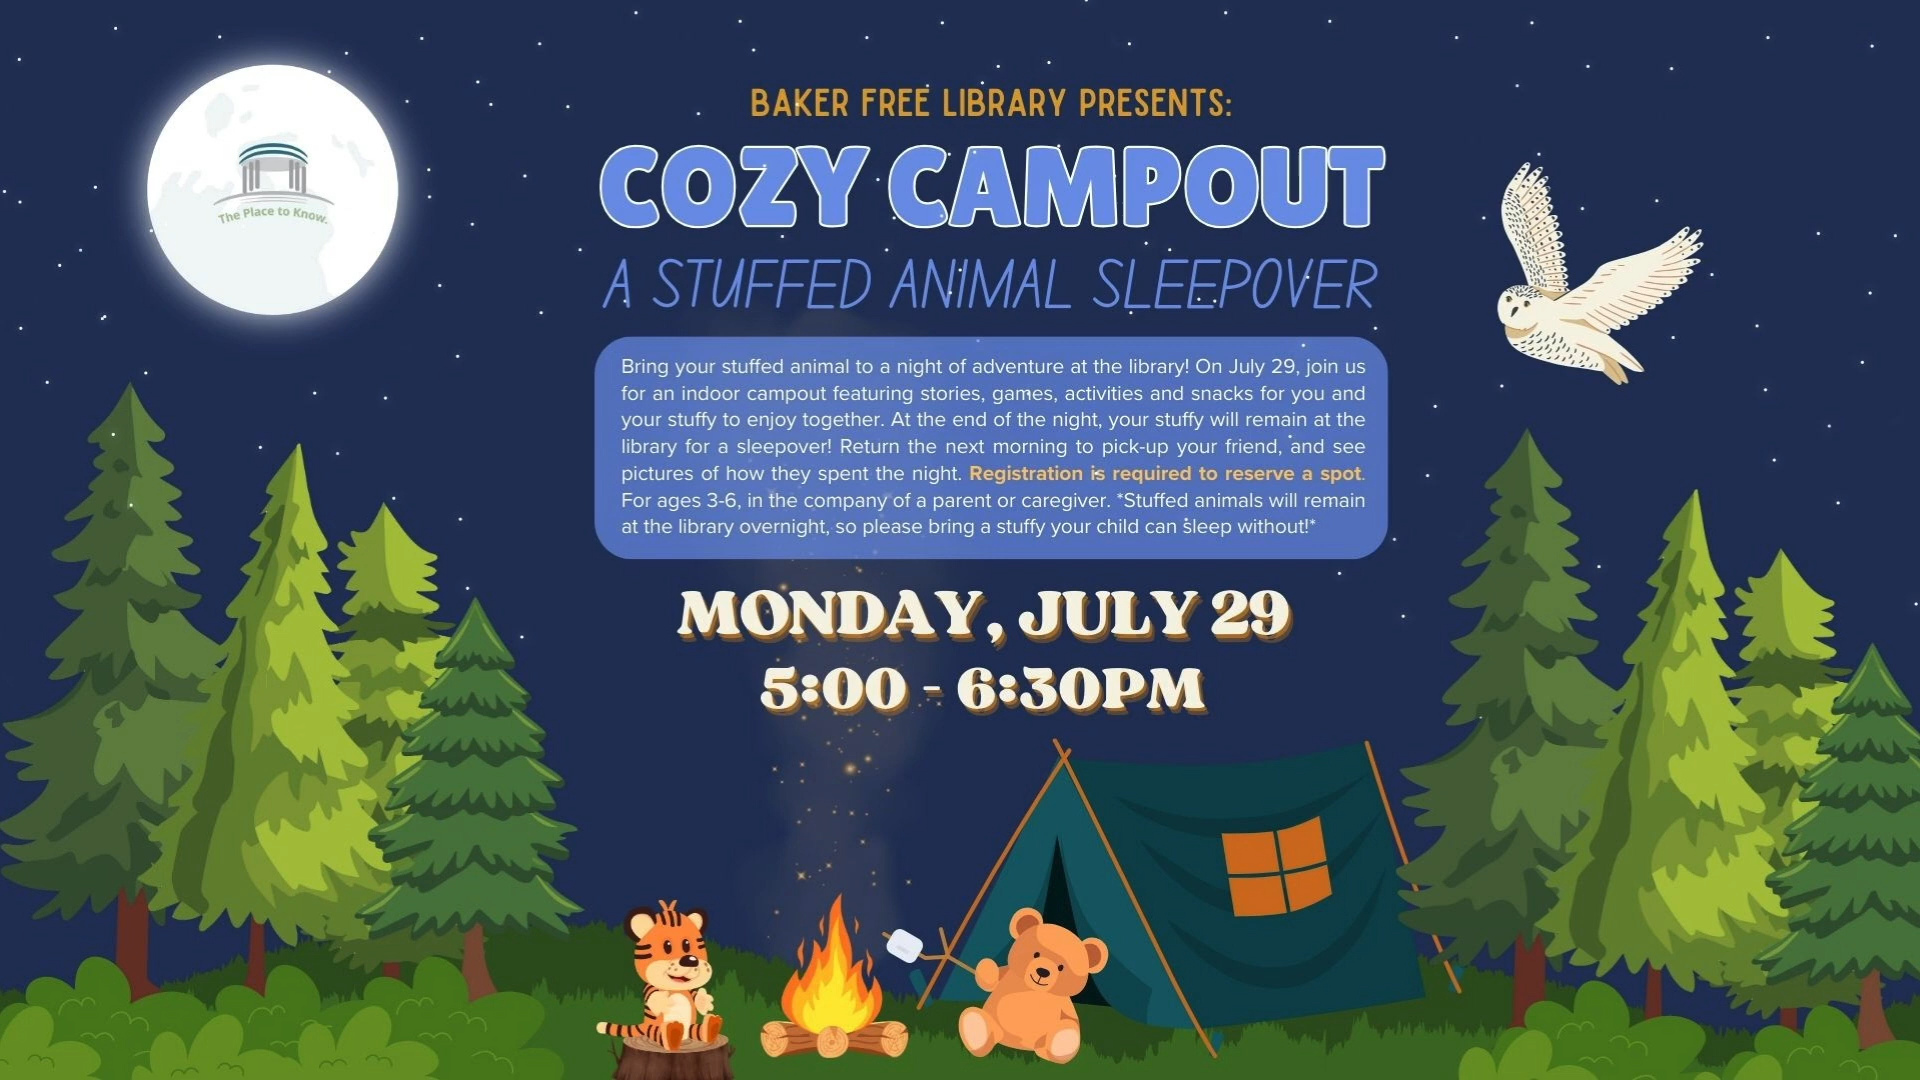 BAKER FREE LIBRARY PRESENTS:
COZY CAMPOUT
A STUFFED ANIMAL SLEEPOVER
The Place to Know.
Bring your stuffed animal to a night of adventure at the library! On July 29, join us
for an indoor campout featuring stories, games, activities and snacks for you and
your stuffy to enjoy together. At the end of the night, your stuffy will remain at the
library for a sleepover! Return the next morning to pick-up your friend, and see
pictures of how they spent the night. Registration is required to reserve a spot.
For ages 3-6, in the company of a parent or caregiver. *Stuffed animals will remain
at the library overnight, so please bring a stuffy your child can sleep without!*
MONDAY, JULY 29
5:00 - 6:30PM